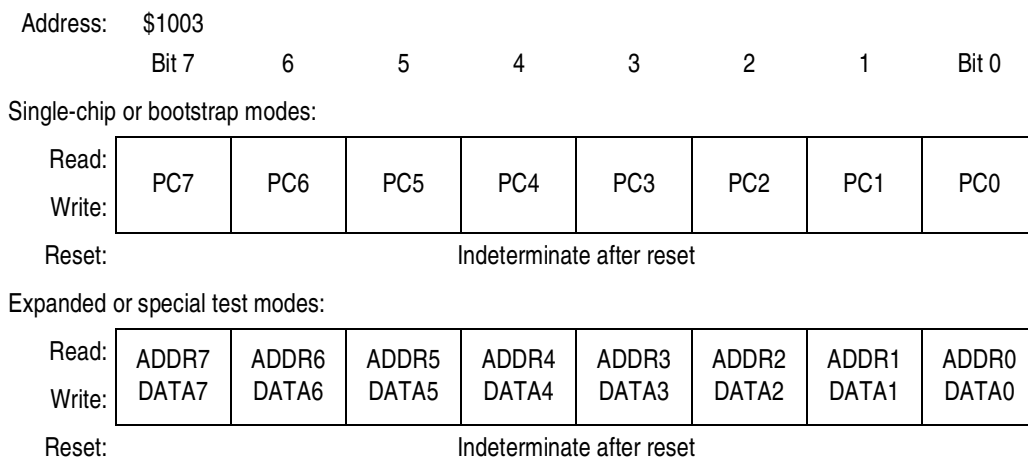 Address: $1003
Bit 7 6 5 4 3 2 1 Bit 0
Single-chip or bootstrap modes:
Read:
PC7 PC6 PC5 PC4 PC3 PC2 PC1 PC0
Write:
Reset: Indeterminate after reset
Expanded or special test modes:
Read: ADDR7 ADDR6 ADDR5 ADDR4 ADDR3 ADDR2 ADDR1 ADDR0
Write: DATA7 DATA6 DATA5 DATA4 DATA3 DATA2 DATA1 DATA0
Reset: Indeterminate after reset